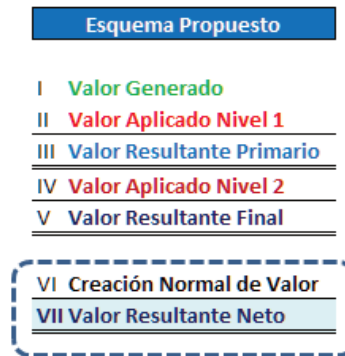 Esquema Propuesto
I Valor Generado
II Valor Aplicado Nivel 1
III Valor Resultante Primario
IV Valor Aplicado Nivel 2
V Valor Resultante Final
VI Creación Normal de Valor
VII Valor Resultante Neto